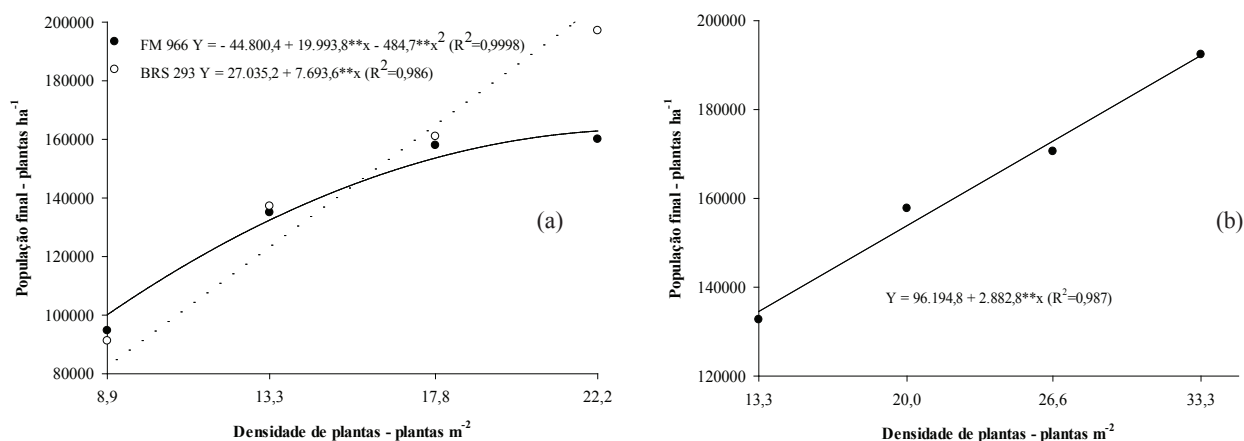 200000
180000
160000
140000
120000
100000
80000
População final - plantas ha-1
FM 966 Y = - 44.800,4 + 19.993,8**x - 484,7**x2 (R2=0,9998)
BRS 293 Y = 27.035,2 + 7.693,6**x (R2=0,986)
(a)
8,9 13,3 17,8 22,2
Densidade de plantas - plantas m-2
200000
180000
160000
140000
120000
População final - plantas ha-1
(b)
Y = 96.194,8 + 2.882,8**x (R2=0,987)
13,3 20,0 26,6 33,3
Densidade de plantas - plantas m-2